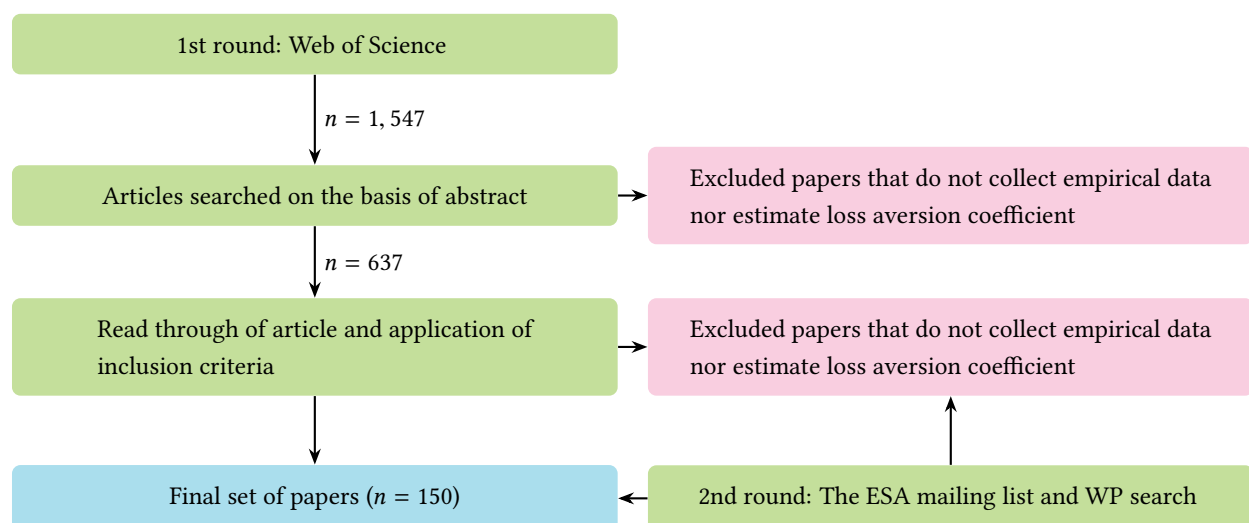 1st round: Web of Science
n = 1, 547
Articles searched on the basis of abstract
Excluded papers that do not collect empirical data
nor estimate loss aversion coefficient
n = 637
Read through of article and application of
inclusion criteria
Excluded papers that do not collect empirical data
nor estimate loss aversion coefficient
Final set of papers (n = 150)
2nd round: The ESA mailing list and WP search